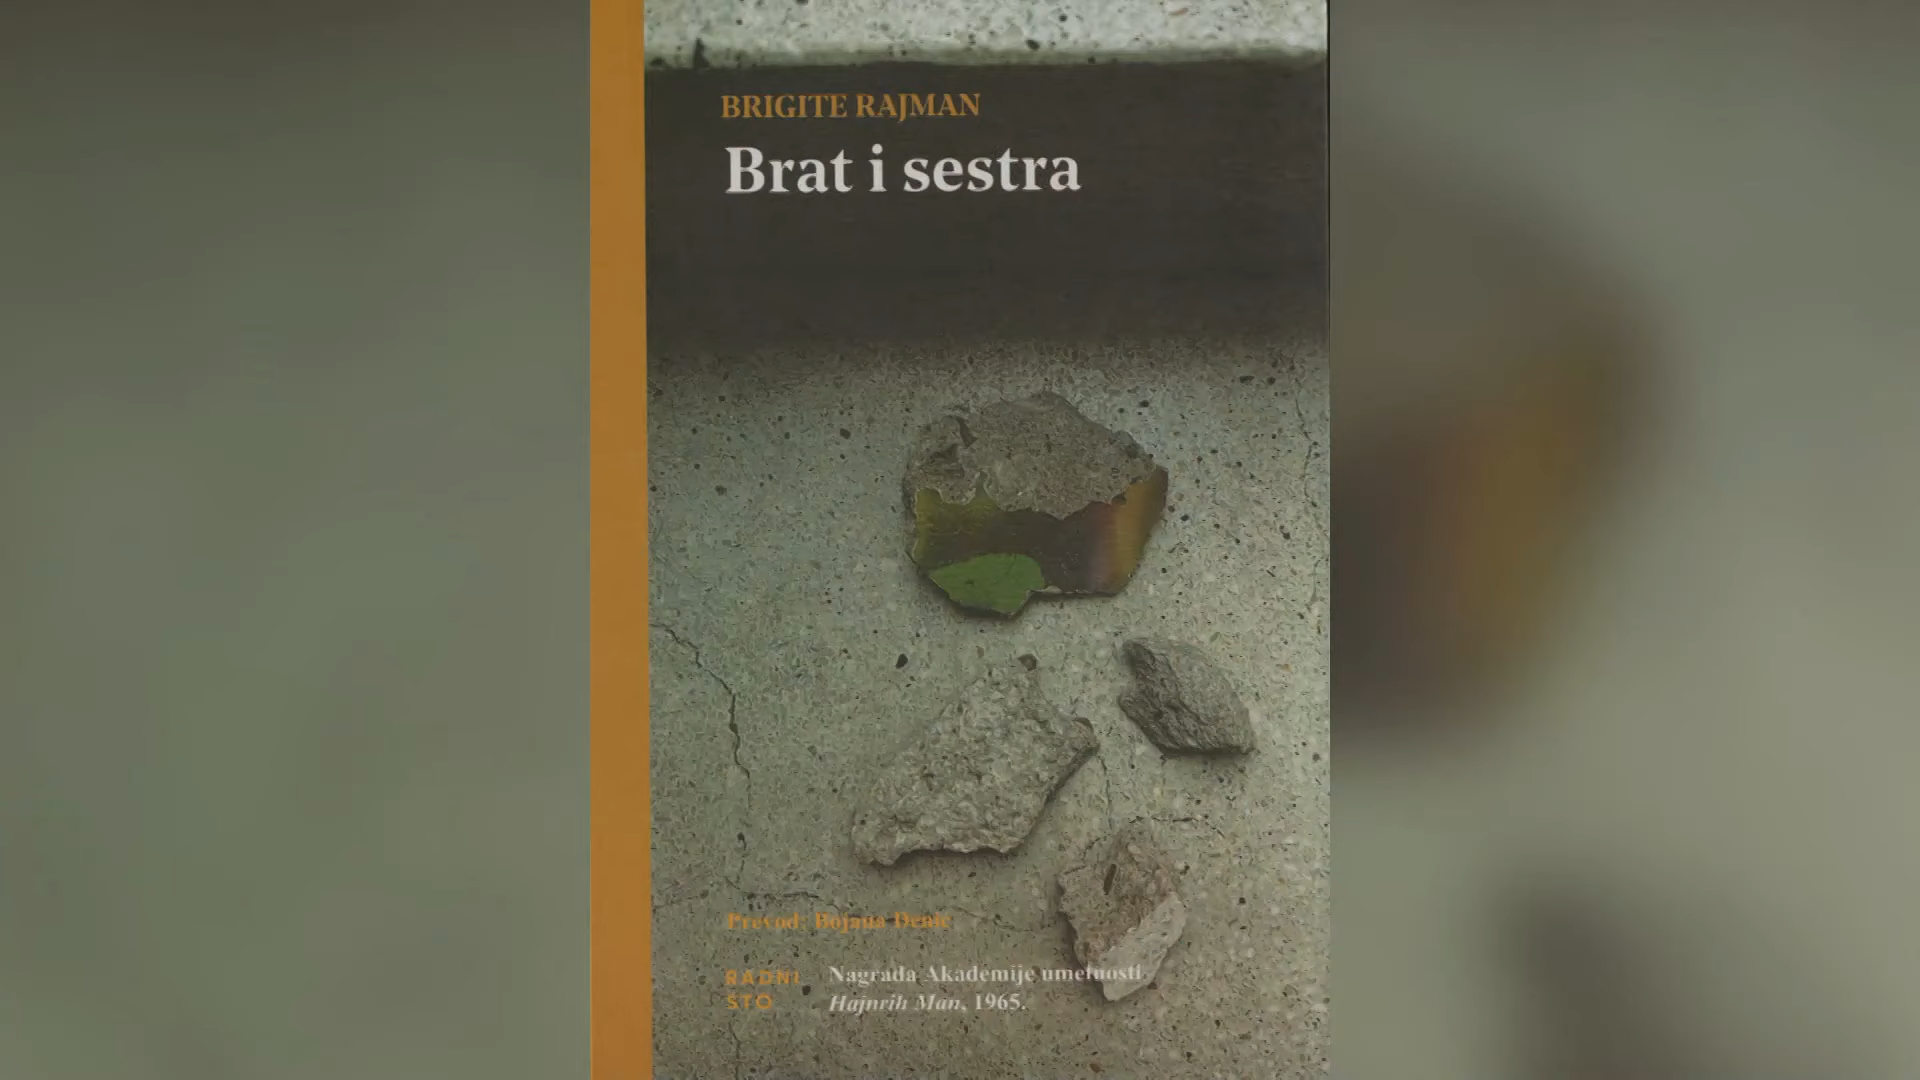 BRIGITE RAJMAN
Brat i sestra
Prevod: Bojana Denić
RADNI
STO
Nagrada Akademije umetnosti
Hajnrih Man, 1965.